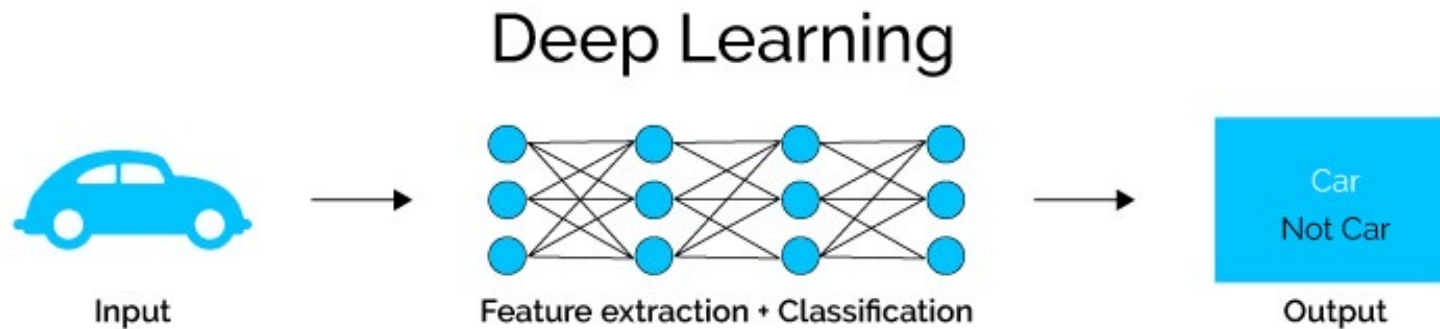 Deep Learning
Car
Not Car
Input
Feature extraction + Classification
Output